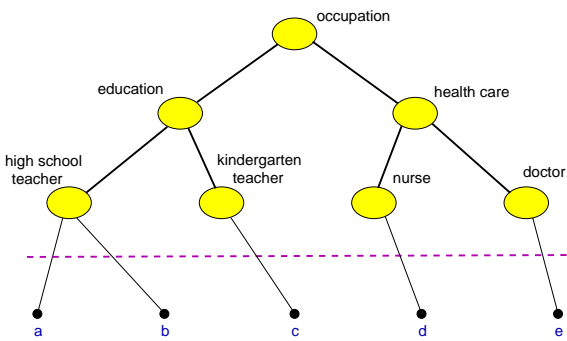 occupation
education
health care
high school
teacher
kindergarten
teacher
nurse
doctor
a
b
c
d
e